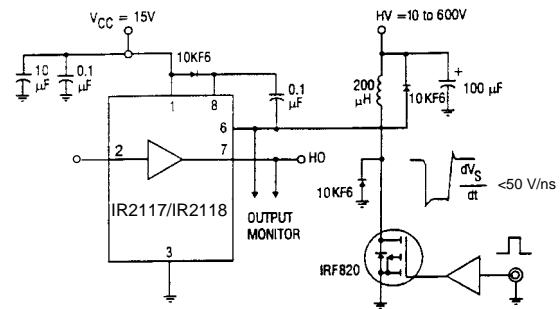 V_CC = 15V
HV = 10 to 600V
10KF6
10 μF
0.1 μF
1
8
0.1 μF
200 μH
10KF6
+
100 μF
6
2
7
HO
IR2117/IR2118
OUTPUT MONITOR
10KF6
dV_S
dt
<50 V/ns
3
IRF820